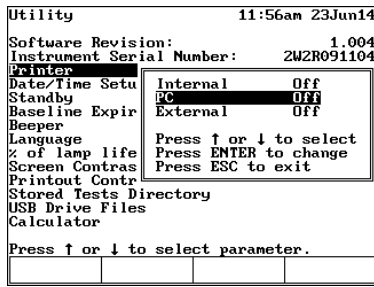 Utility 11:56am 23Jun14
Software Revision: 1.004
Instrument Serial Number: 2W2R091104
Printer
Date/Time Setu
Standby
Baseline Expir
Beeper
Language
% of lamp life
Screen Contras
Printout Contr
Internal Off
PC Off
External Off
Press ↑ or ↓ to select
Press ENTER to change
Press ESC to exit
Stored Tests Directory
USB Drive Files
Calculator
Press ↑ or ↓ to select parameter.